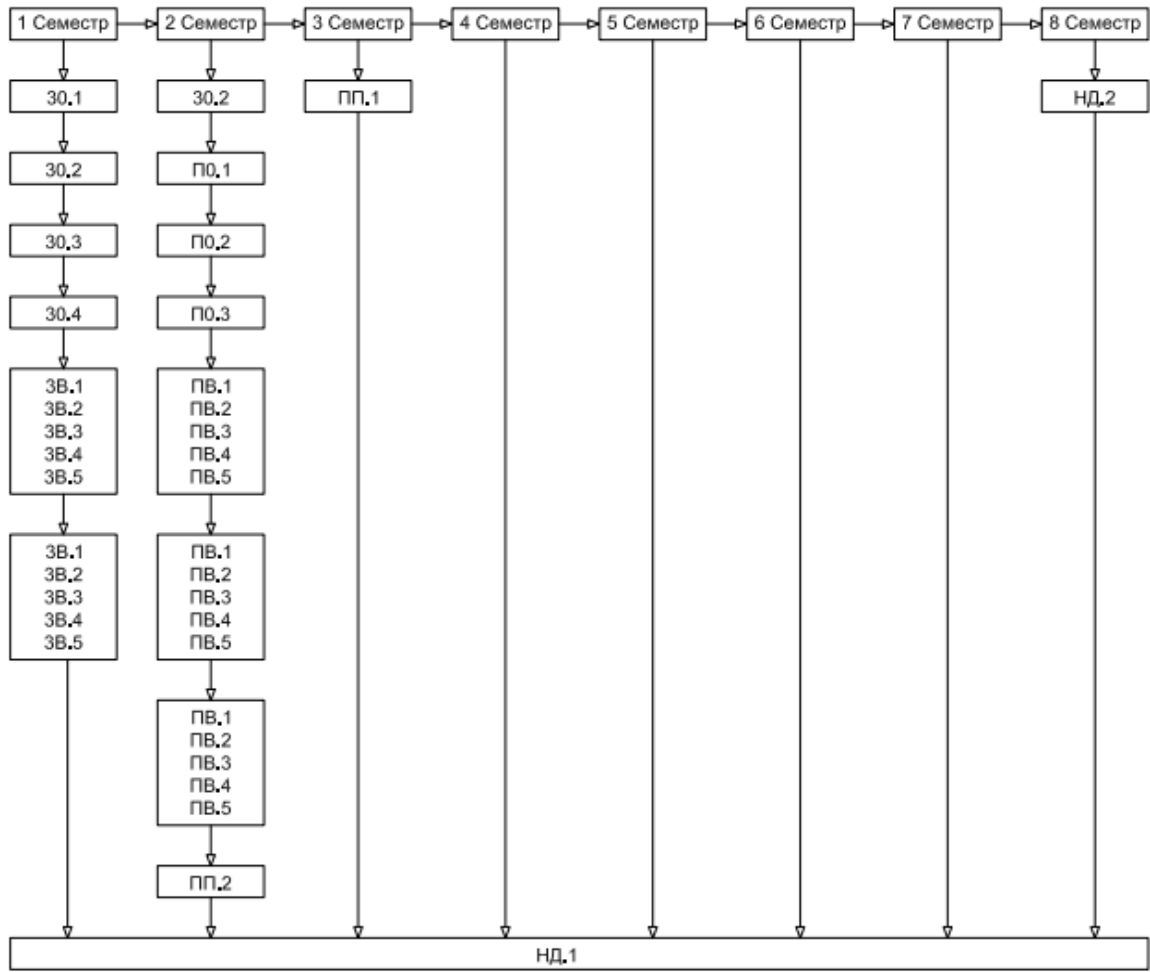 1 Семестр
2 Семестр
3 Семестр
4 Семестр
5 Семестр
6 Семестр
7 Семестр
8 Семестр
ЗО.1
ЗО.2
ЗО.3
ЗО.4
ЗВ.1
ЗВ.2
ЗВ.3
ЗВ.4
ЗВ.5
ЗВ.1
ЗВ.2
ЗВ.3
ЗВ.4
ЗВ.5
ЗО.2
ПО.1
ПО.2
ПО.3
ПВ.1
ПВ.2
ПВ.3
ПВ.4
ПВ.5
ПВ.1
ПВ.2
ПВ.3
ПВ.4
ПВ.5
ПВ.1
ПВ.2
ПВ.3
ПВ.4
ПВ.5
ПП.2
ПП.1
НД.2
НД.1